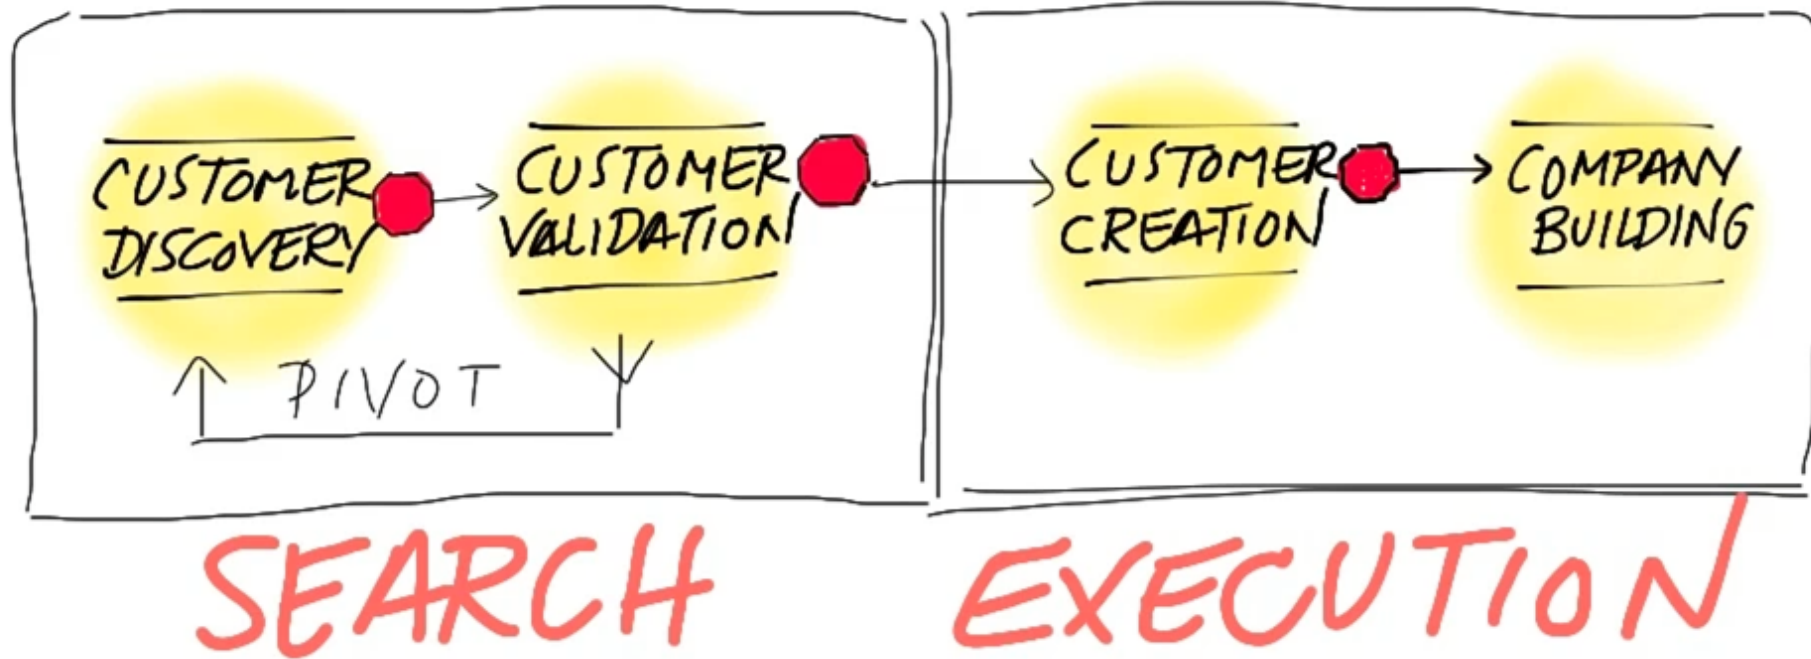 CUSTOMER
DISCOVERY
CUSTOMER
VALIDATION
CUSTOMER
CREATION
COMPANY
BUILDING
PIVOT
SEARCH
EXECUTION